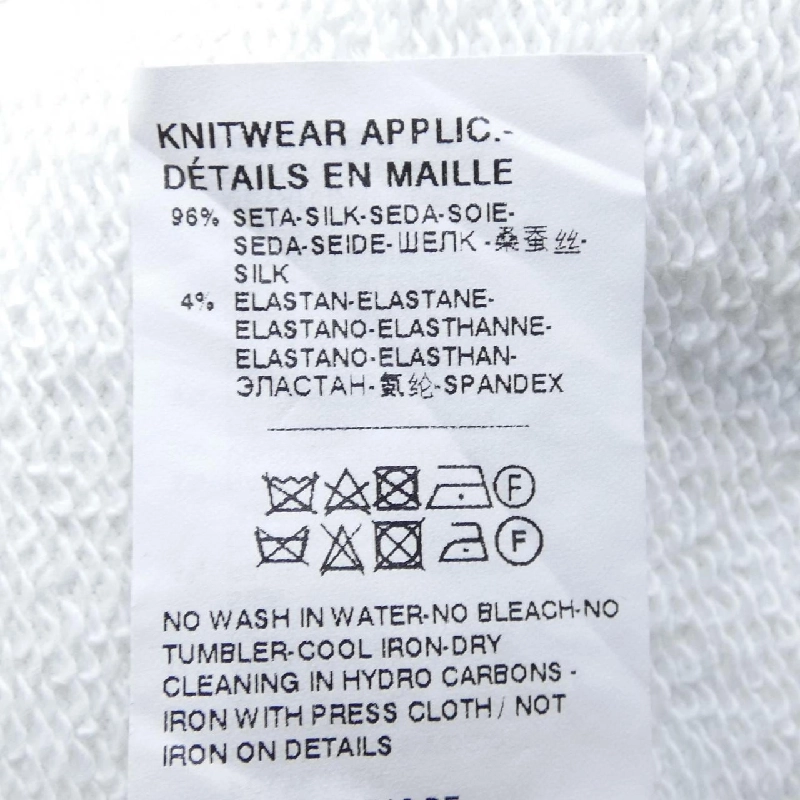 KNITWEAR APPLIC.-
DÉTAILS EN MAILLE
96% SETA-SILK-SEDA-SOIE-
SEDA-SEIDE-ШЕЛК-桑蚕丝-
SILK
4% ELASTAN-ELASTANE-
ELASTANO-ELASTHANNE-
ELASTANO-ELASTHAN-
ЭЛАСТАН-氨纶-SPANDEX
F
F
NO WASH IN WATER-NO BLEACH-NO
TUMBLER-COOL IRON-DRY
CLEANING IN HYDRO CARBONS -
IRON WITH PRESS CLOTH / NOT
IRON ON DETAILS